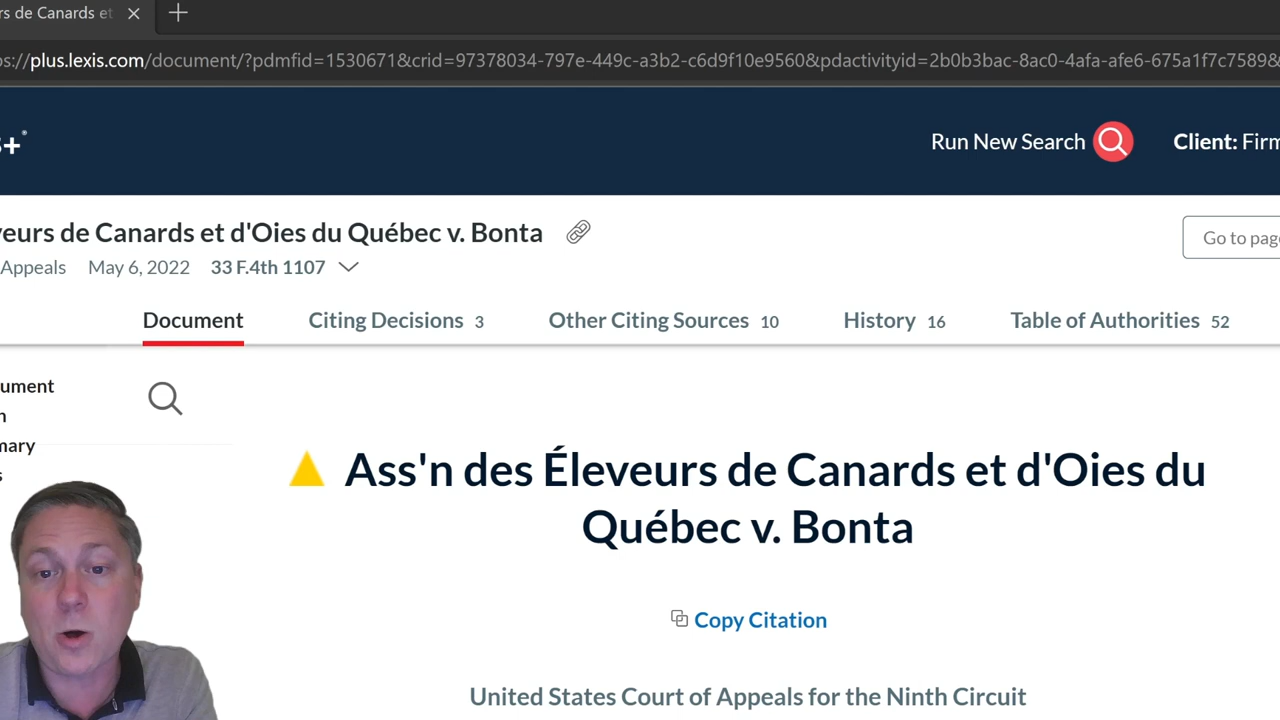 rs de Canards et
ps://plus.lexis.com/document/?pdmfid=1530671&crid=97378034-797e-449c-a3b2-c6d9f10e9560&pdactivityid=2b0b3bac-8ac0-4afa-afe6-675a1f7c7589&
s+®
Run New Search
Client: Firm
veurs de Canards et d'Oies du Québec v. Bonta
Appeals May 6, 2022 33 F.4th 1107
Go to page
Document Citing Decisions 3 Other Citing Sources 10 History 16 Table of Authorities 52
ument
n
mary
s
Ass'n des Éleveurs de Canards et d'Oies du
Québec v. Bonta
Copy Citation
United States Court of Appeals for the Ninth Circuit